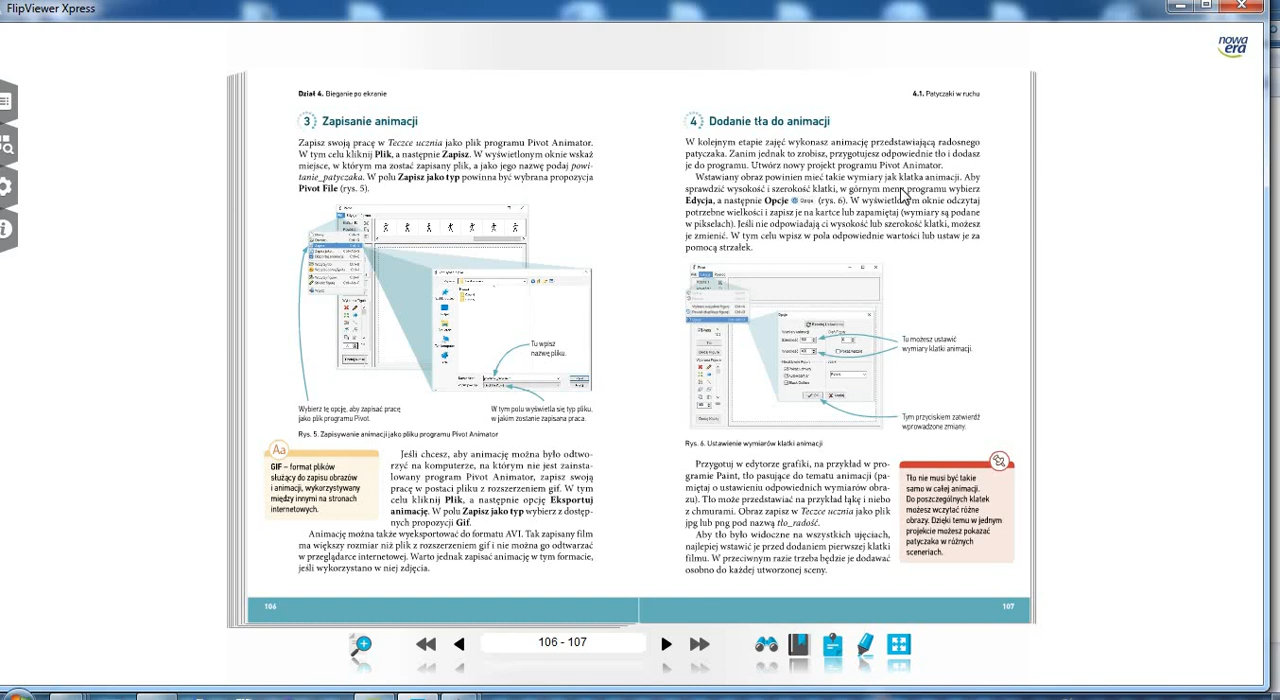 FlipViewer Xpress
nowa
era
Dział 4. Bieganie po ekranie
3 Zapisanie animacji
Zapisz swoją pracę w Teczce ucznia jako plik programu Pivot Animator.
W tym celu kliknij Plik, a następnie Zapisz. W wyświetlonym oknie wskaż
miejsce, w którym ma zostać zapisany plik, a jako jego nazwę podaj powi-
tanie_patyczaka. W polu Zapisz jako typ powinna być wybrana propozycja
Pivot File (rys. 5).
Tu wpisz
nazwę pliku.
Wybierz tę opcję, aby zapisać pracę
jako plik programu Pivot.
W tym polu wyświetla się typ pliku,
w jakim zostanie zapisana praca.
Rys. 5. Zapisywanie animacji jako pliku programu Pivot Animator
Aa
GIF – format plików
służący do zapisu obrazów
i animacji, wykorzystywany
między innymi na stronach
internetowych.
Jeśli chcesz, aby animację można było odtwo-
rzyć na komputerze, na którym nie jest zainsta-
lowany program Pivot Animator, zapisz swoją
pracę w postaci pliku z rozszerzeniem gif. W tym
celu kliknij Plik, a następnie opcję Eksportuj
animację. W polu Zapisz jako typ wybierz z dostęp-
nych propozycji Gif.
Animację można także wyeksportować do formatu AVI. Tak zapisany film
ma większy rozmiar niż plik z rozszerzeniem gif i nie można go odtwarzać
w przeglądarce internetowej. Warto jednak zapisać animację w tym formacie,
jeśli wykorzystano w niej zdjęcia.
106
4.1. Patyczaki w ruchu
4 Dodanie tła do animacji
W kolejnym etapie zajęć wykonasz animację przedstawiającą radosnego
patyczaka. Zanim jednak to zrobisz, przygotujesz odpowiednie tło i dodasz
je do programu. Utwórz nowy projekt programu Pivot Animator.
Wstawiany obraz powinien mieć takie wymiary jak klatka animacji. Aby
sprawdzić wysokość i szerokość klatki, w górnym menu programu wybierz
Edycja, a następnie Opcje Opcje (rys. 6). W wyświetlonym oknie odczytaj
potrzebne wielkości i zapisz je na kartce lub zapamiętaj (wymiary są podane
w pikselach). Jeśli nie odpowiadają ci wysokość lub szerokość klatki, możesz
je zmienić. W tym celu wpisz w pola odpowiednie wartości lub ustaw je za
pomocą strzałek.
Tu możesz ustawić
wymiary klatki animacji.
Tym przyciskiem zatwierdź
wprowadzone zmiany.
Rys. 6. Ustawienie wymiarów klatki animacji
Przygotuj w edytorze grafiki, na przykład w pro-
gramie Paint, tło pasujące do tematu animacji (pa-
miętaj o ustawieniu odpowiednich wymiarów obra-
zu). Tło może przedstawiać na przykład łąkę i niebo
z chmurami. Obraz zapisz w Teczce ucznia jako plik
jpg lub png pod nazwą tło_radość.
Aby tło było widoczne na wszystkich ujęciach,
najlepiej wstawić je przed dodaniem pierwszej klatki
filmu. W przeciwnym razie trzeba będzie je dodawać
osobno do każdej utworzonej sceny.
Tło nie musi być takie
samo w całej animacji.
Do poszczególnych klatek
możesz wczytać różne
obrazy. Dzięki temu w jednym
projekcie możesz pokazać
patyczaka w różnych
sceneriach.
107
106 - 107